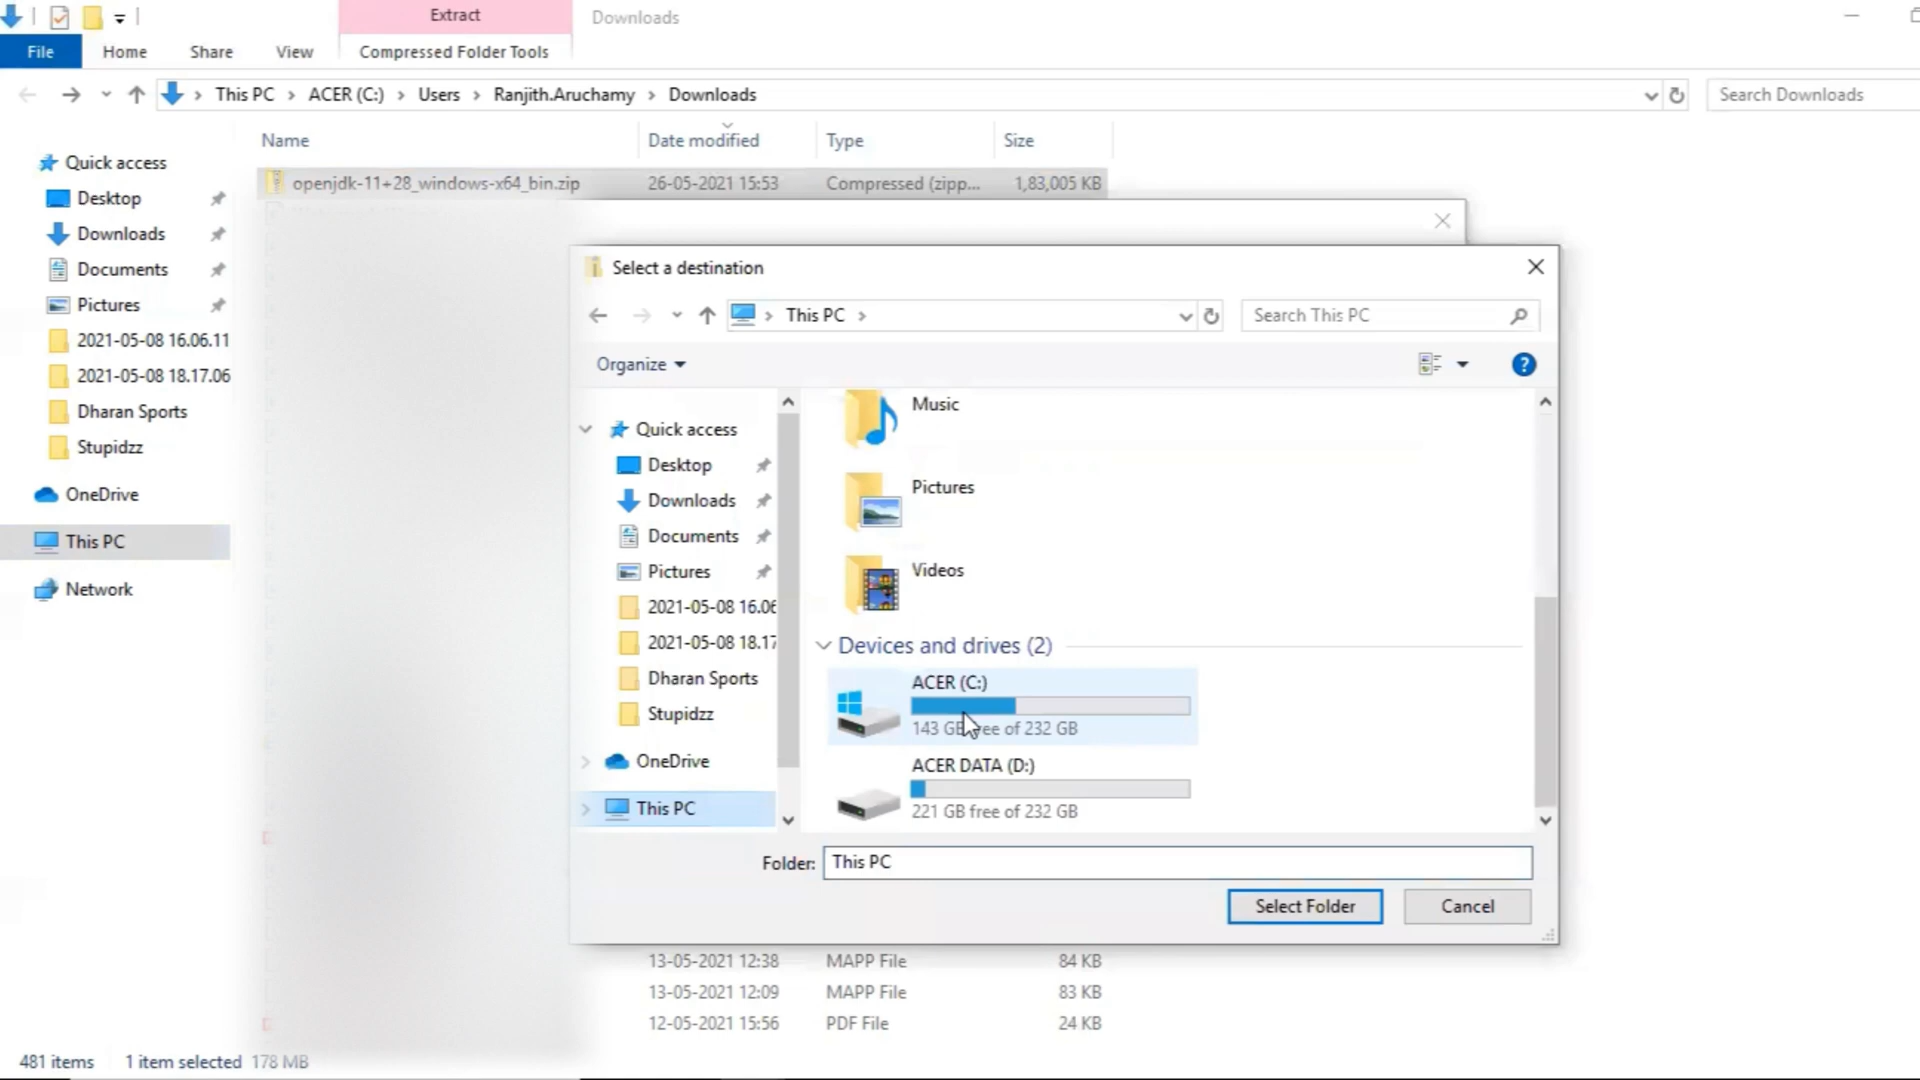 Extract
Downloads
File
Home
Share
View
Compressed Folder Tools
This PC
ACER (C:)
Users
Ranjith.Aruchamy
Downloads
Search Downloads
Name
Date modified
Type
Size
openjdk-11+28_windows-x64_bin.zip
26-05-2021 15:53
Compressed (zipp...
1,83,005 KB
Quick access
Desktop
Downloads
Documents
Pictures
2021-05-08 16.06.11
2021-05-08 18.17.06
Dharan Sports
Stupidzz
OneDrive
This PC
Network
Select a destination
This PC
Search This PC
Organize
?
Quick access
Desktop
Downloads
Documents
Pictures
2021-05-08 16.06
2021-05-08 18.17
Dharan Sports
Stupidzz
OneDrive
This PC
Music
Pictures
Videos
Devices and drives (2)
ACER (C:)
143 GB free of 232 GB
ACER DATA (D:)
221 GB free of 232 GB
Folder:
This PC
Select Folder
Cancel
13-05-2021 12:38
MAPP File
84 KB
13-05-2021 12:09
MAPP File
83 KB
12-05-2021 15:56
PDF File
24 KB
481 items
1 item selected
178 MB